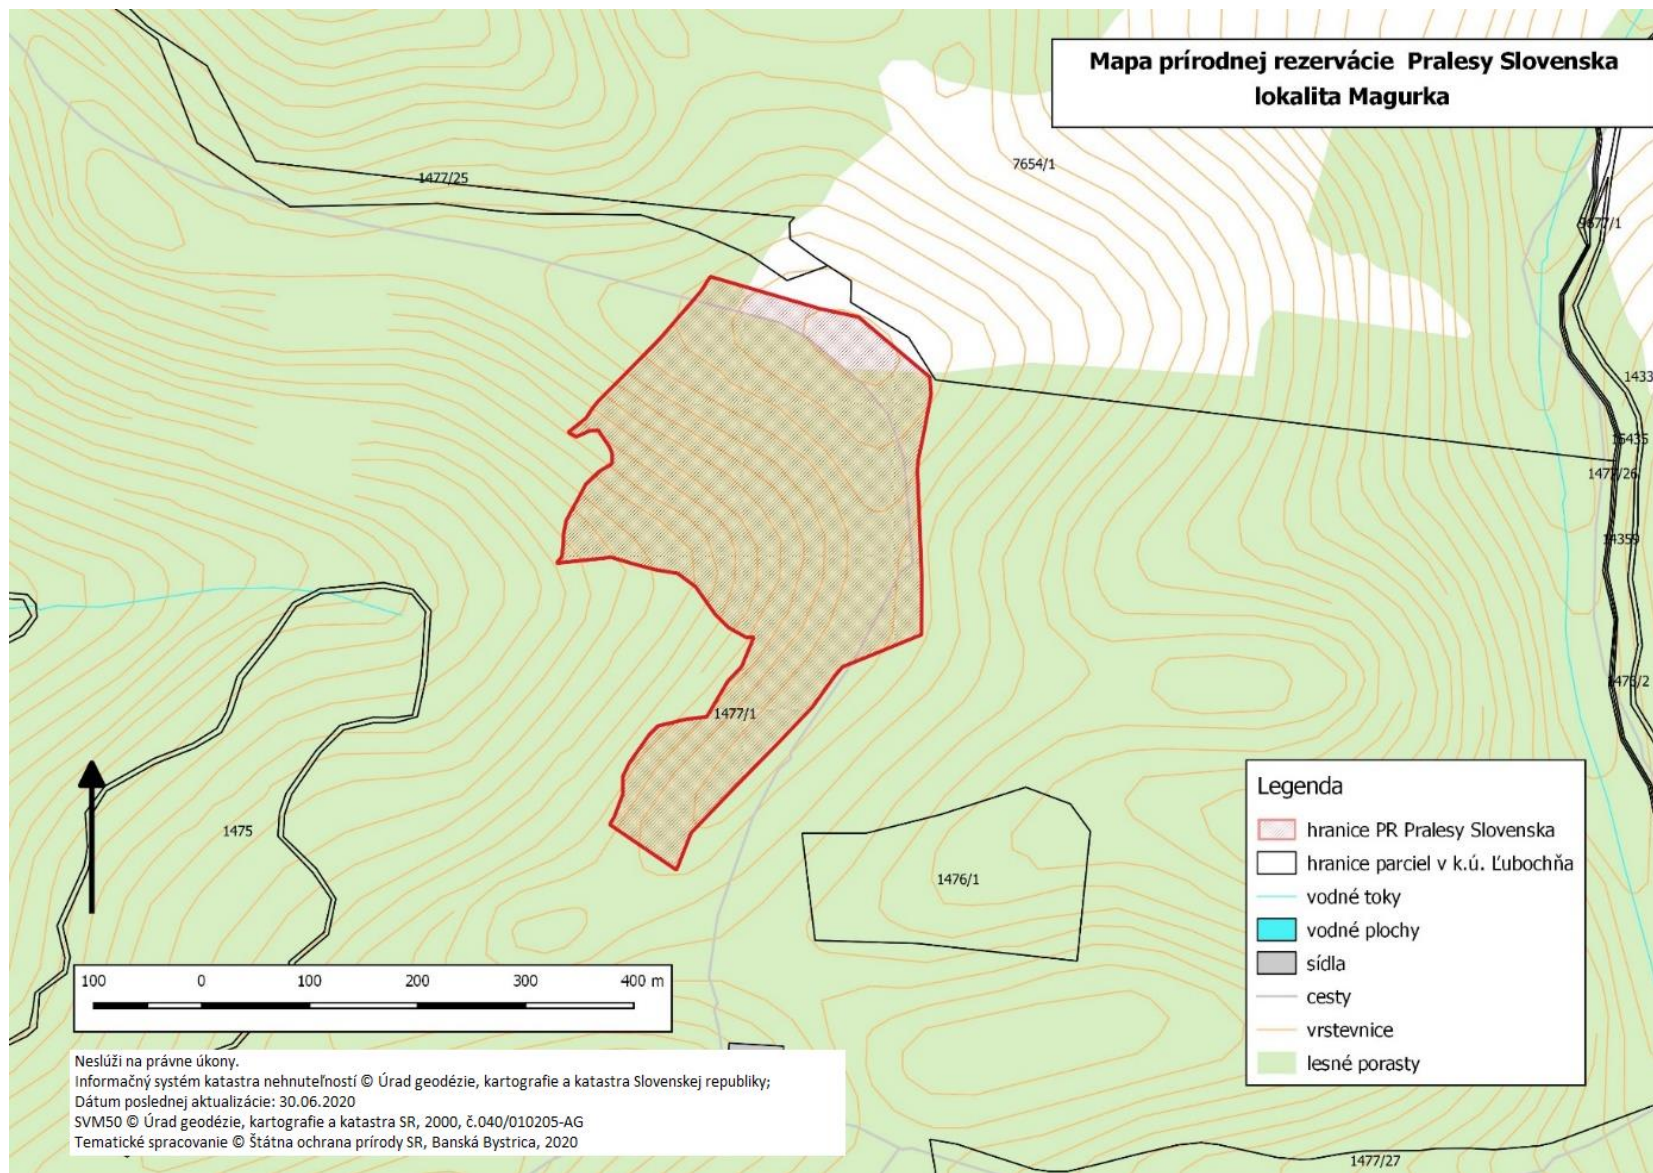 Mapa prírodnej rezervácie Pralesy Slovenska
lokalita Magurka
7654/1
1477/25
9677/1
1433
15435
1477/26
14359
1477/1
1475
1476/1
Legenda
hranice PR Pralesy Slovenska
hranice parciel v k.ú. Ľubochňa
vodné toky
vodné plochy
sídla
cesty
vrstevnice
lesné porasty
100 0 100 200 300 400 m
Neslúži na právne úkony.
Informačný systém katastra nehnuteľností © Úrad geodézie, kartografie a katastra Slovenskej republiky;
Dátum poslednej aktualizácie: 30.06.2020
SVM50 © Úrad geodézie, kartografie a katastra SR, 2000, č.040/010205-AG
Tematické spracovanie © Štátna ochrana prírody SR, Banská Bystrica, 2020
1477/27